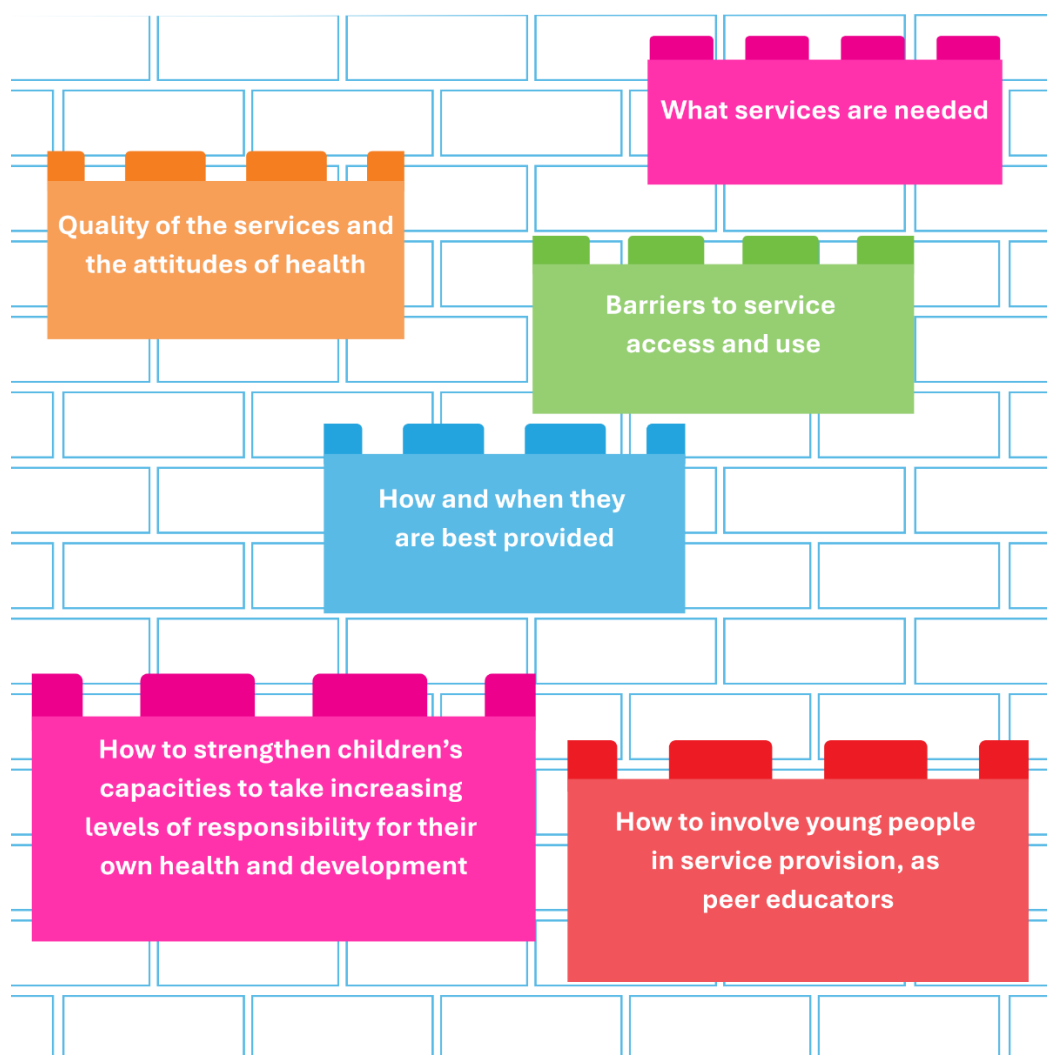 What services are needed
Quality of the services and
the attitudes of health
Barriers to service
access and use
How and when they
are best provided
How to strengthen children’s
capacities to take increasing
levels of responsibility for their
own health and development
How to involve young people
in service provision, as
peer educators